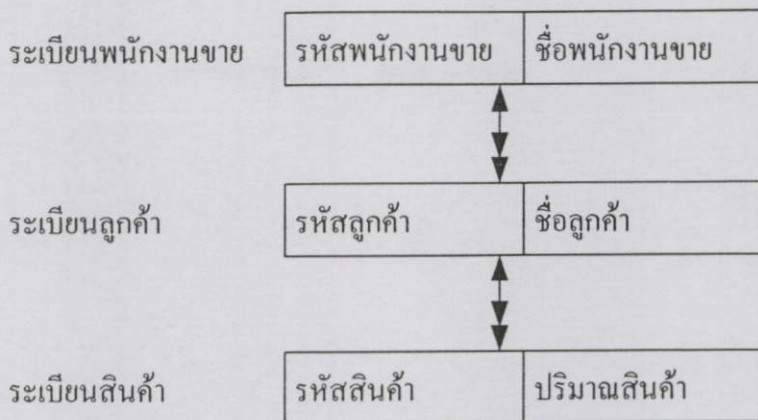 ระเบียนพนักงานขาย รหัสพนักงานขาย ชื่อพนักงานขาย
ระเบียนลูกค้า รหัสลูกค้า ชื่อลูกค้า
ระเบียนสินค้า รหัสสินค้า ปริมาณสินค้า